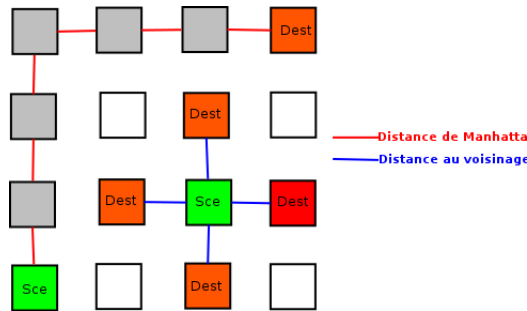 Dest
Dest
Distance de Manhatta
Distance au voisinage
Dest
Sce
Dest
Sce
Dest